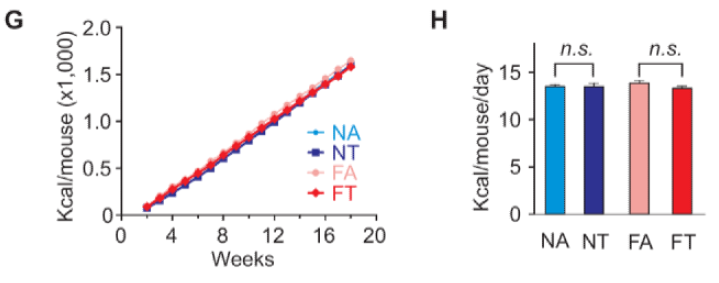 G
Kcal/mouse (x1,000)
2.0
1.5
1.0
0.5
0
0 4 8 12 16 20
Weeks
NA
NT
FA
FT
H
Kcal/mouse/day
15
10
5
0
n.s. n.s.
NA NT FA FT